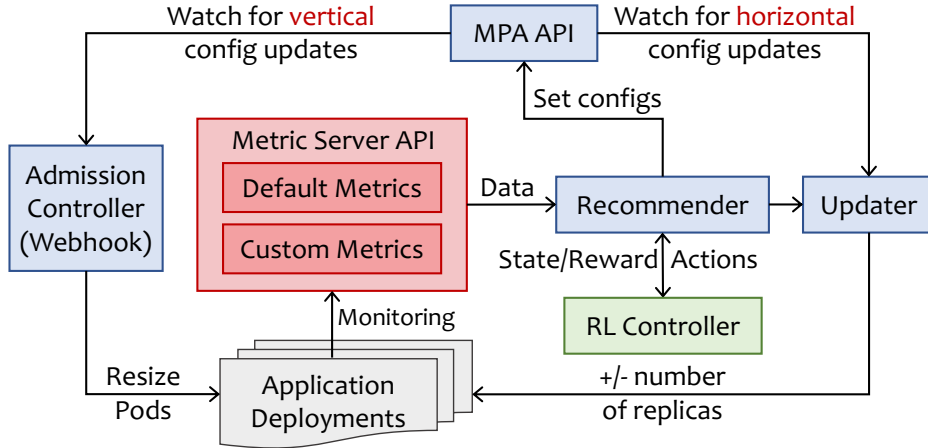 Watch for vertical
config updates
MPA API
Watch for horizontal
config updates
Set configs
Metric Server API
Default Metrics
Custom Metrics
Admission
Controller
(Webhook)
Data
Recommender
Updater
State/Reward
Actions
RL Controller
Monitoring
Resize
Pods
Application
Deployments
+/- number
of replicas